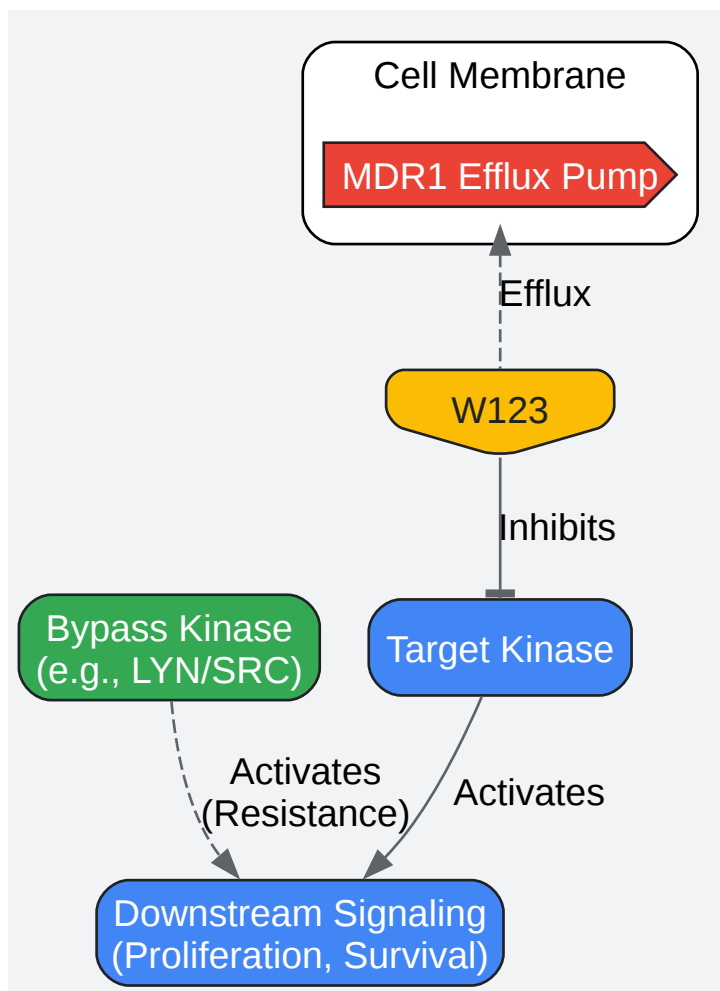 Cell Membrane
MDR1 Efflux Pump
Efflux
W123
Inhibits
Bypass Kinase
(e.g., LYN/SRC)
Target Kinase
Activates
(Resistance)
Activates
Downstream Signaling
(Proliferation, Survival)